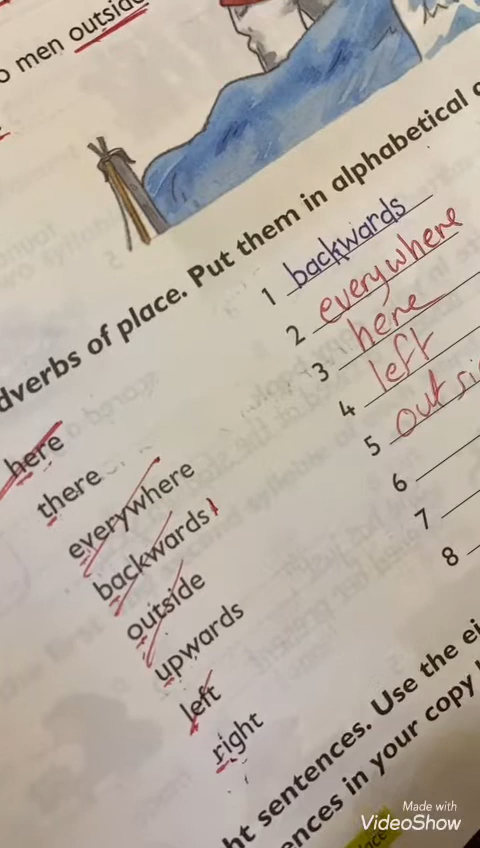 o men outside
dverbs of place. Put them in alphabetical
1 backwards
2 everywhere
3 here
4 left
5 outsi
6
7
8
here
there
everywhere
backwards
outside
upwards
left
right
ht sentences. Use the ei
ences in your copy
place
Made with
VideoShow